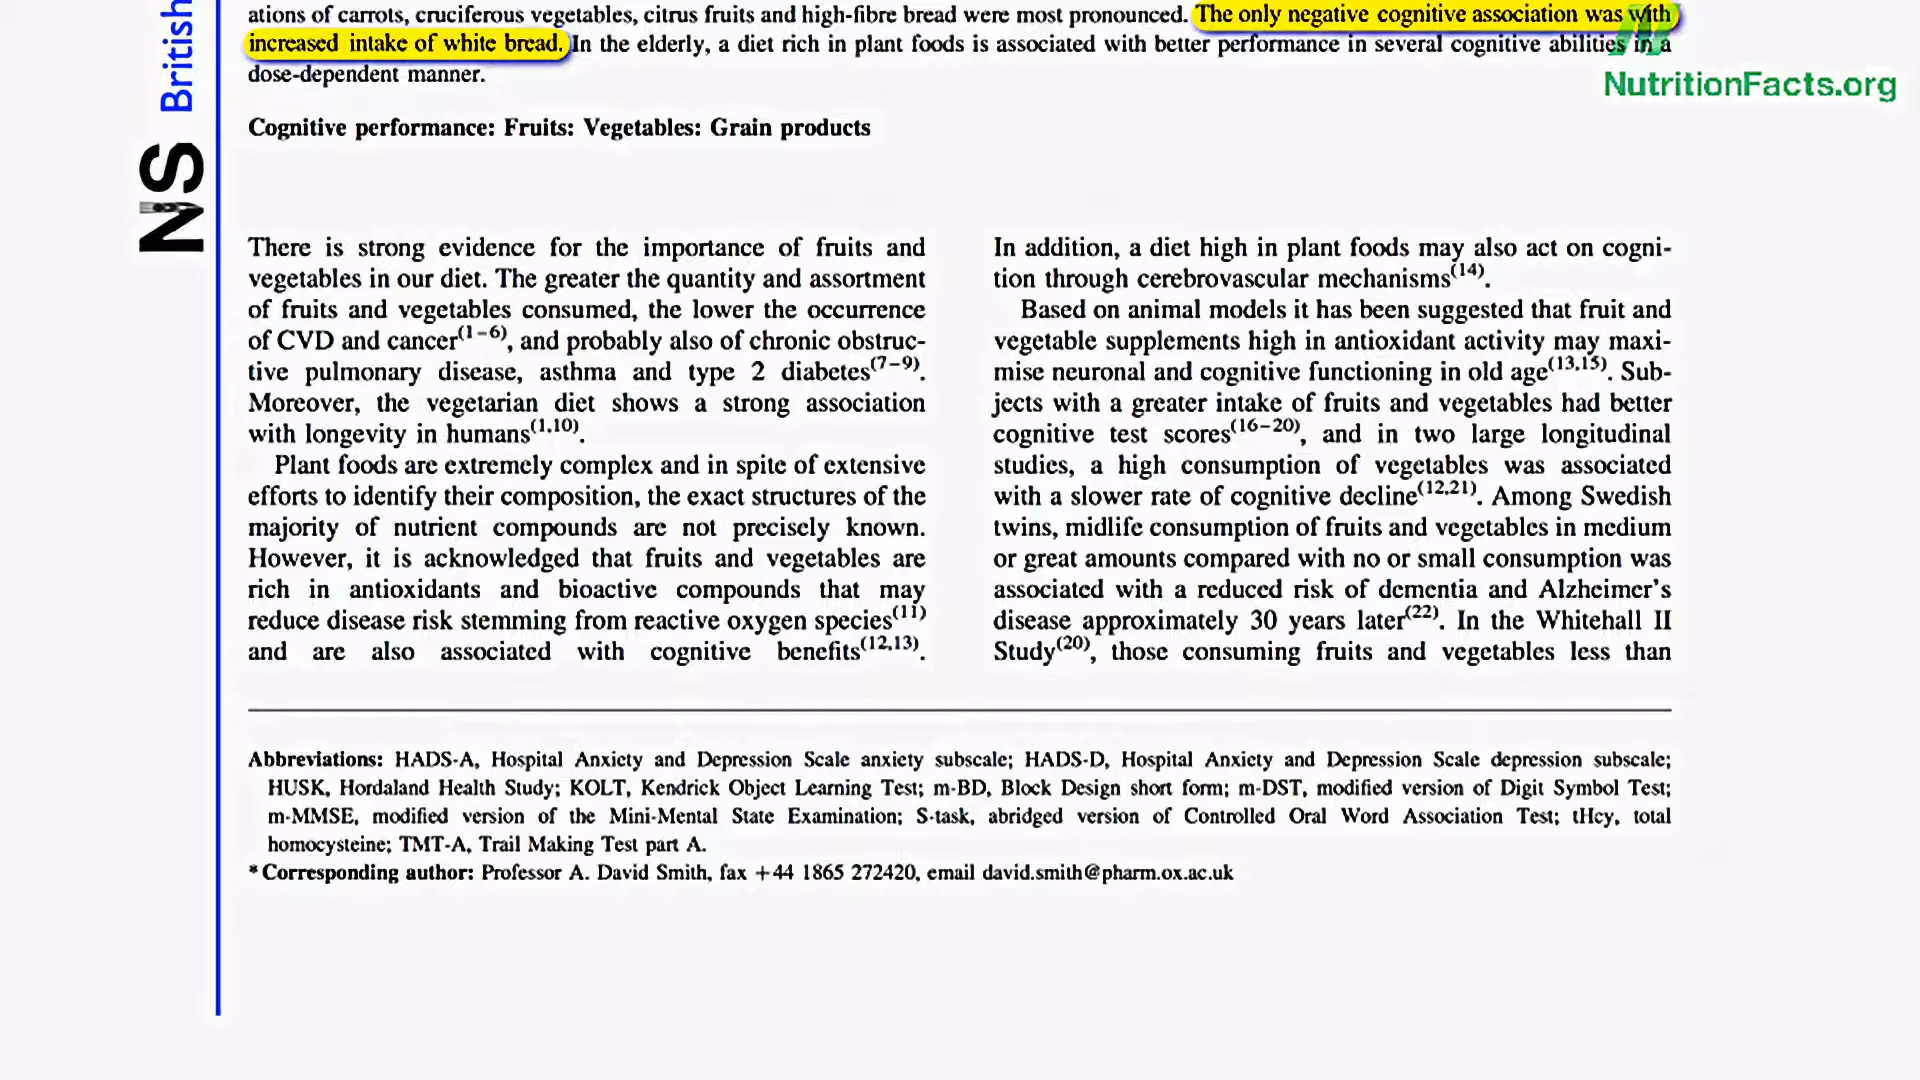 ations of carrots, cruciferous vegetables, citrus fruits and high-fibre bread were most pronounced. The only negative cognitive association was with
increased intake of white bread. In the elderly, a diet rich in plant foods is associated with better performance in several cognitive abilities in a
dose-dependent manner.
NutritionFacts.org
British
NS
Cognitive performance: Fruits: Vegetables: Grain products
There is strong evidence for the importance of fruits and
vegetables in our diet. The greater the quantity and assortment
of fruits and vegetables consumed, the lower the occurrence
of CVD and cancer(1–6), and probably also of chronic obstruc-
tive pulmonary disease, asthma and type 2 diabetes(7–9).
Moreover, the vegetarian diet shows a strong association
with longevity in humans(1,10).
Plant foods are extremely complex and in spite of extensive
efforts to identify their composition, the exact structures of the
majority of nutrient compounds are not precisely known.
However, it is acknowledged that fruits and vegetables are
rich in antioxidants and bioactive compounds that may
reduce disease risk stemming from reactive oxygen species(11)
and are also associated with cognitive benefits(12,13).
In addition, a diet high in plant foods may also act on cogni-
tion through cerebrovascular mechanisms(14).
Based on animal models it has been suggested that fruit and
vegetable supplements high in antioxidant activity may maxi-
mise neuronal and cognitive functioning in old age(13,15). Sub-
jects with a greater intake of fruits and vegetables had better
cognitive test scores(16–20), and in two large longitudinal
studies, a high consumption of vegetables was associated
with a slower rate of cognitive decline(12,21). Among Swedish
twins, midlife consumption of fruits and vegetables in medium
or great amounts compared with no or small consumption was
associated with a reduced risk of dementia and Alzheimer's
disease approximately 30 years later(22). In the Whitehall II
Study(20), those consuming fruits and vegetables less than
Abbreviations: HADS-A, Hospital Anxiety and Depression Scale anxiety subscale; HADS-D, Hospital Anxiety and Depression Scale depression subscale;
HUSK, Hordaland Health Study; KOLT, Kendrick Object Learning Test; m-BD, Block Design short form; m-DST, modified version of Digit Symbol Test;
m-MMSE, modified version of the Mini-Mental State Examination; S-task, abridged version of Controlled Oral Word Association Test; tHcy, total
homocysteine; TMT-A, Trail Making Test part A.
* Corresponding author: Professor A. David Smith, fax +44 1865 272420, email david.smith@pharm.ox.ac.uk